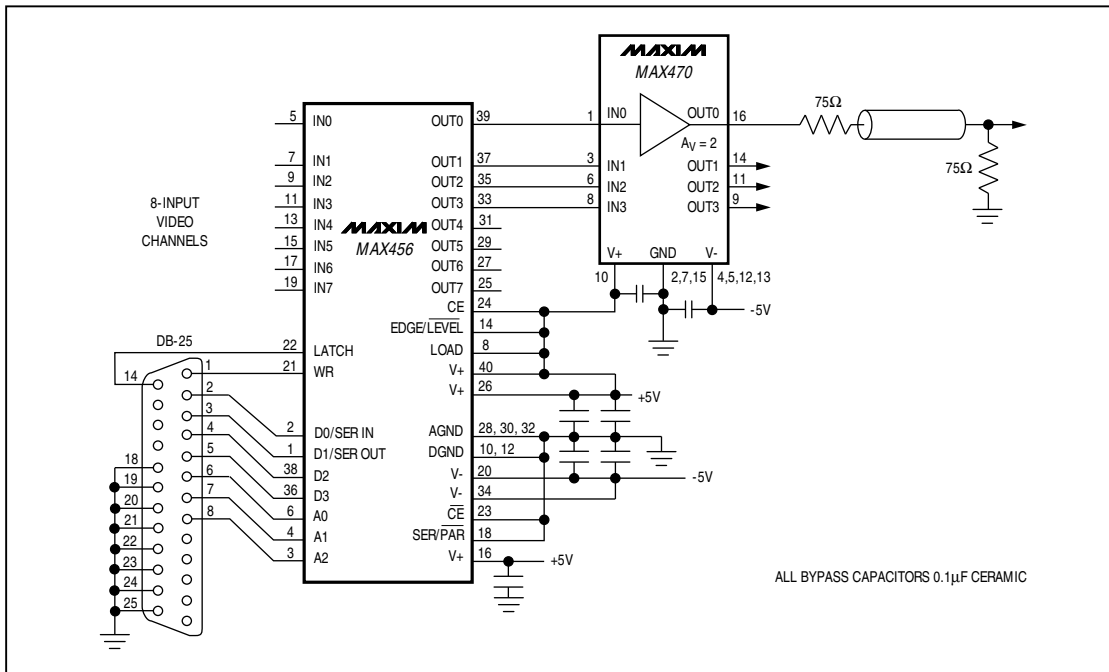 MAXIM
MAX470
5 IN0
7 IN1
9 IN2
11 IN3
13 IN4
15 IN5
17 IN6
19 IN7
8-INPUT
VIDEO
CHANNELS
MAXIM
MAX456
OUT0 39
OUT1 37
OUT2 35
OUT3 33
OUT4 31
OUT5 29
OUT6 27
OUT7 25
CE 24
EDGE/LEVEL 14
LOAD 8
V+ 40
V+ 26
AGND 28, 30, 32
DGND 10, 12
V- 20
V- 34
CE 23
SER/PAR 18
V+ 16
1 IN0
3 IN1
6 IN2
8 IN3
AV = 2
OUT0 16
OUT1 14
OUT2 11
OUT3 9
V+ GND V-
10 2,7,15 4,5,12,13
75Ω
75Ω
-5V
+5V
-5V
+5V
DB-25
22 LATCH
21 WR
2 D0/SER IN
1 D1/SER OUT
38 D2
36 D3
6 A0
4 A1
3 A2
1
2
3
4
5
6
7
8
14
18
19
20
21
22
23
24
25
ALL BYPASS CAPACITORS 0.1µF CERAMIC